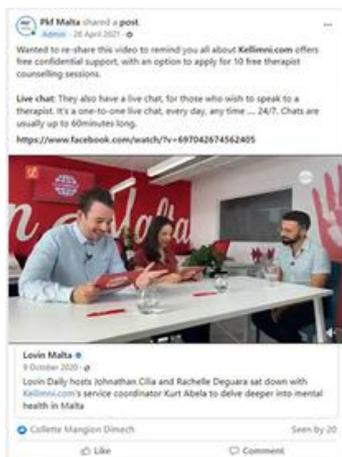 Pkf Malta shared a post.
Admin · 26 April 2021 ·
Wanted to re-share this video to remind you all about Kellimni.com offers
free confidential support, with an option to apply for 10 free therapist
counselling sessions.
Live chat: They also have a live chat, for those who wish to speak to a
therapist. It's a one-to-one live chat, every day, any time ... 24/7. Chats are
usually up to 60minutes long.
https://www.facebook.com/watch/?v=697042674562405
Lovin Malta
9 October 2020 ·
Lovin Daily hosts Johnathan Cilia and Rachelle Deguara sat down with
Kellimni.com's service coordinator Kurt Abela to delve deeper into mental
health in Malta
Collette Mangion Dimech
Seen by 20
Like
Comment